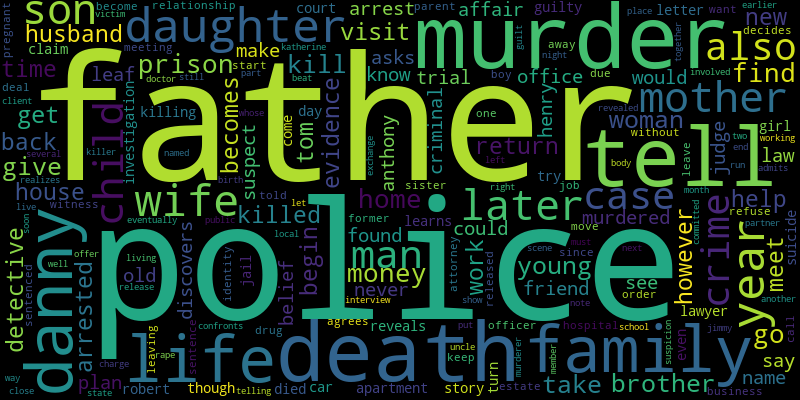 pregnant victim become relationship court parent affair guilty place letter want earlier
son daughter arrest new decides
husband visit murder also
claim meeting katherine guilt boy night away due together
time make asks find
prison start kill know trial office would involved
leaf doctor still part beat criminal henry mother
deal client get killing day evidence tom anthony one woman without girl working
father
back several killer investigation becomes suspect come exchange return tell leave judge two end run law admits
child named whose birth left body
give realizes wife sister right try job case month help
house witness told let home later murdered committed suicide
live soon danny eventually public killed former learns could move crime refuse partner
detective sentenced offer local found man attorney work young since scene must next however lawyer year meet another
police
well living old discovers identity jail belief begin money never released friend see order suspicion go call
arrested release interview show note
plan confronts drug reveals officer hospital school jimmy even say
way close charge sentence leaving rape agrees put uncle keep murderer member
life death family
state robert though telling died car apartment story turn estate take brother business name